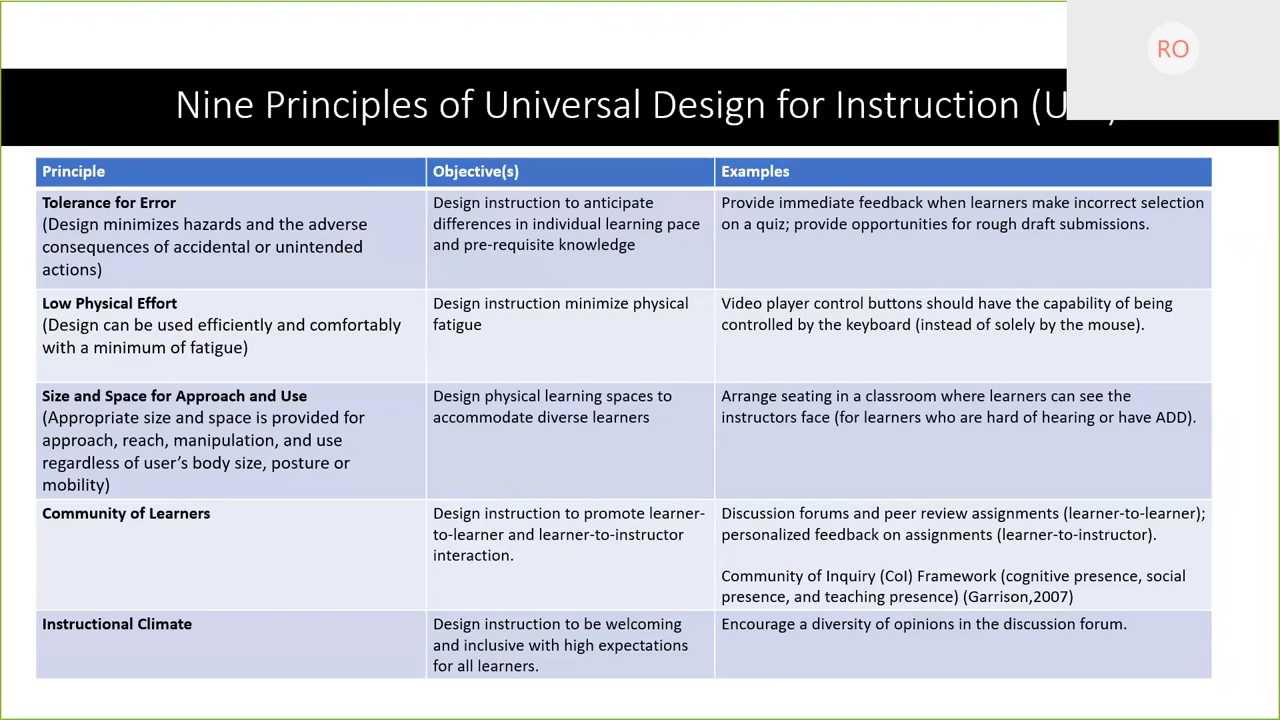 RO
Nine Principles of Universal Design for Instruction
Principle
Objective(s)
Examples
Tolerance for Error
(Design minimizes hazards and the adverse
consequences of accidental or unintended
actions)
Design instruction to anticipate
differences in individual learning pace
and pre-requisite knowledge
Provide immediate feedback when learners make incorrect selection
on a quiz; provide opportunities for rough draft submissions.
Low Physical Effort
(Design can be used efficiently and comfortably
with a minimum of fatigue)
Design instruction minimize physical
fatigue
Video player control buttons should have the capability of being
controlled by the keyboard (instead of solely by the mouse).
Size and Space for Approach and Use
(Appropriate size and space is provided for
approach, reach, manipulation, and use
regardless of user’s body size, posture or
mobility)
Design physical learning spaces to
accommodate diverse learners
Arrange seating in a classroom where learners can see the
instructors face (for learners who are hard of hearing or have ADD).
Community of Learners
Design instruction to promote learner-
to-learner and learner-to-instructor
interaction.
Discussion forums and peer review assignments (learner-to-learner);
personalized feedback on assignments (learner-to-instructor).
Community of Inquiry (CoI) Framework (cognitive presence, social
presence, and teaching presence) (Garrison,2007)
Instructional Climate
Design instruction to be welcoming
and inclusive with high expectations
for all learners.
Encourage a diversity of opinions in the discussion forum.